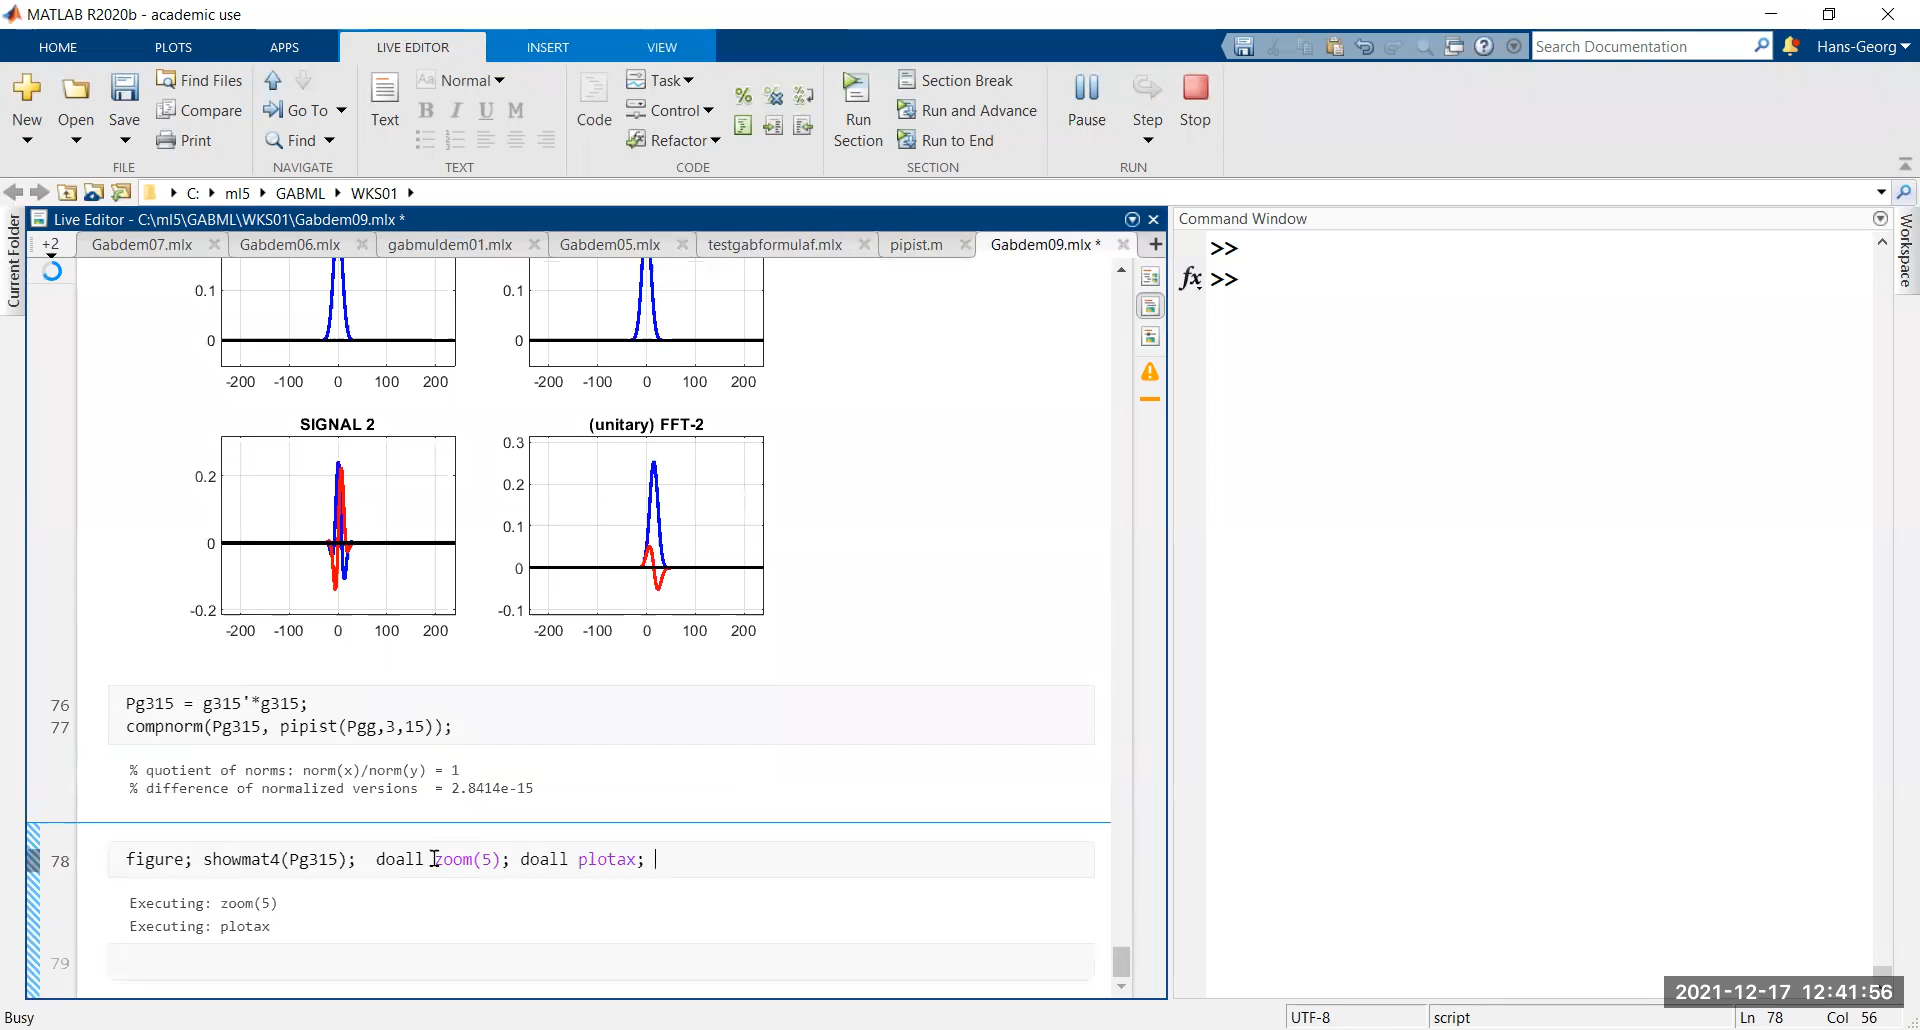 MATLAB R2020b - academic use
HOME PLOTS APPS LIVE EDITOR INSERT VIEW
Search Documentation
Hans-Georg
New Open Save
Find Files
Compare
Print
FILE
Go To
Find
NAVIGATE
Text
Aa Normal
B I U M
TEXT
Code
Task
Control
Refactor
CODE
Run
Section
Section Break
Run and Advance
Run to End
SECTION
Pause Step Stop
RUN
C: ml5 GABML WKS01
Current Folder
Live Editor - C:\ml5\GABML\WKS01\Gabdem09.mlx *
+2 Gabdem07.mlx Gabdem06.mlx gabmuldem01.mlx Gabdem05.mlx testgabformulaf.mlx pipist.m Gabdem09.mlx *
0.1
0
-200 -100 0 100 200
0.1
0
-200 -100 0 100 200
SIGNAL 2
0.2
0
-0.2
-200 -100 0 100 200
(unitary) FFT-2
0.3
0.2
0.1
0
-0.1
-200 -100 0 100 200
76 Pg315 = g315'*g315;
77 compnorm(Pg315, pipist(Pgg,3,15));
% quotient of norms: norm(x)/norm(y) = 1
% difference of normalized versions = 2.8414e-15
78 figure; showmat4(Pg315); doall zoom(5); doall plotax;
Executing: zoom(5)
Executing: plotax
79
Command Window
>>
fx >>
Workspace
2021-12-17 12:41:56
Busy
UTF-8
script
Ln 78 Col 56